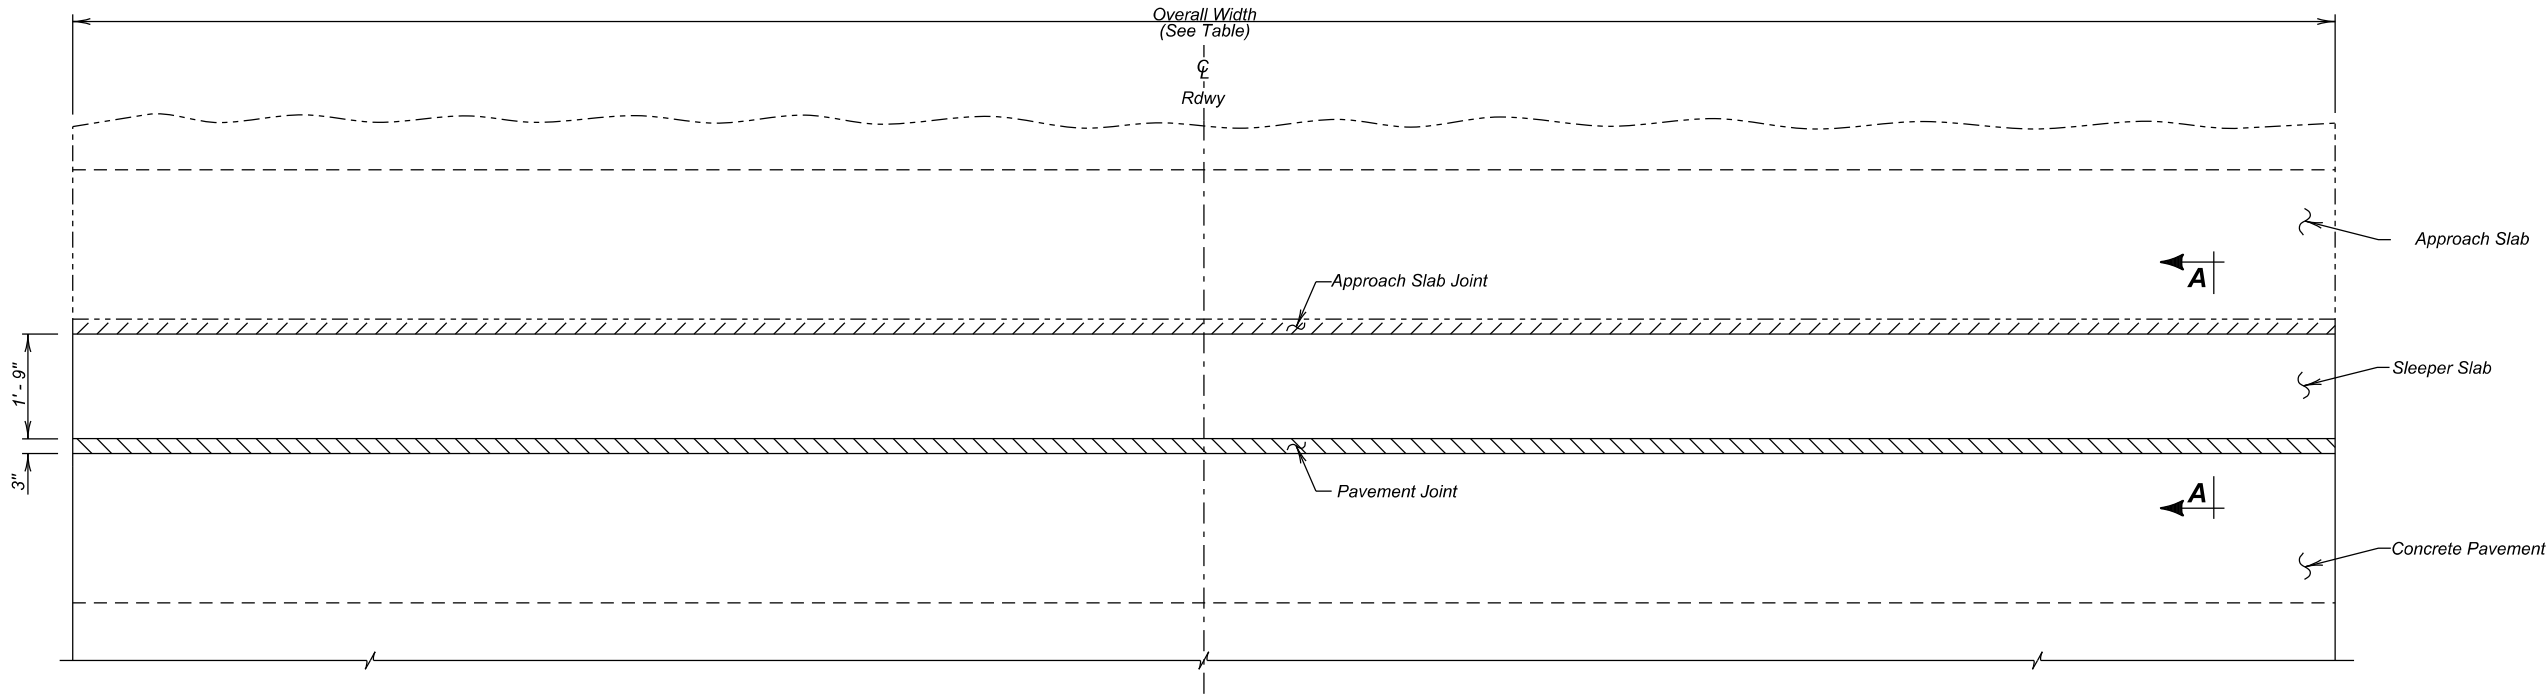 Overall Width
(See Table)
℄
Rdwy
Approach Slab
A
Approach Slab Joint
1' - 9"
Sleeper Slab
3"
Pavement Joint
A
Concrete Pavement